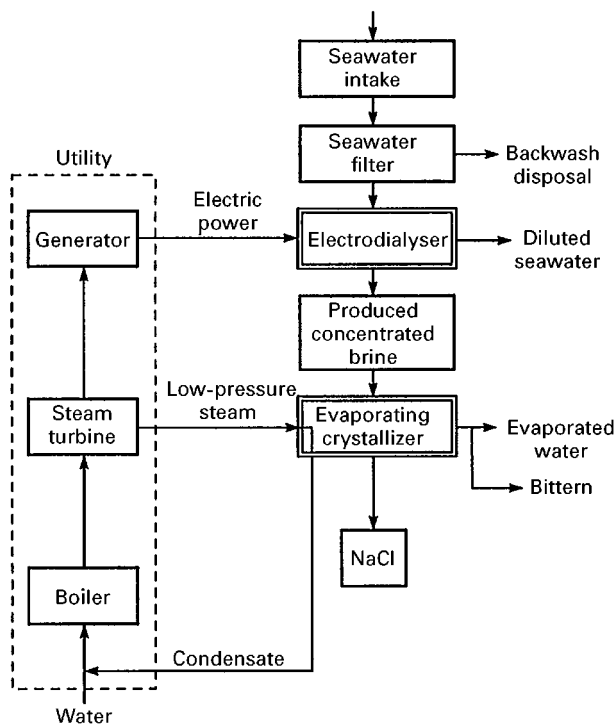 Seawater
intake
Seawater
filter
Backwash
disposal
Utility
Electric
power
Generator
Electrodialyser
Diluted
seawater
Produced
concentrated
brine
Low-pressure
steam
Steam
turbine
Evaporating
crystallizer
Evaporated
water
Bittern
NaCl
Boiler
Condensate
Water